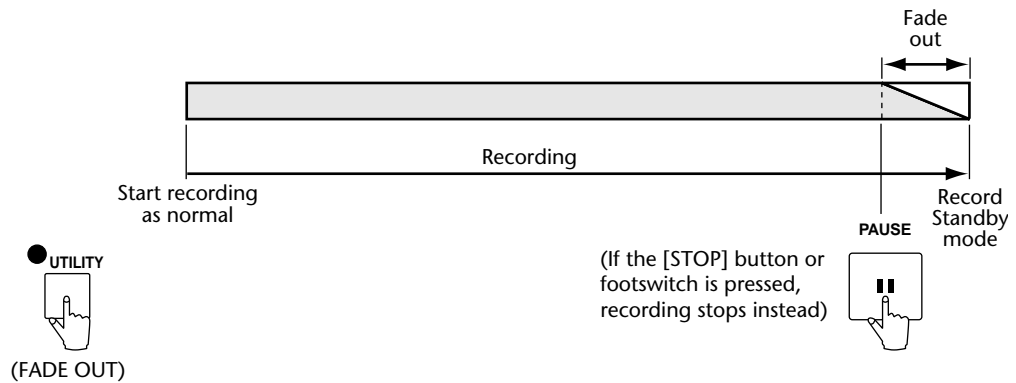 Fade
out
Recording
Start recording
as normal
Record
Standby
mode
PAUSE
UTILITY
(If the [STOP] button or
footswitch is pressed,
recording stops instead)
(FADE OUT)